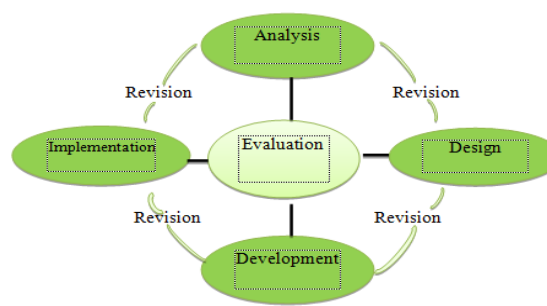 Analysis
Revision
Revision
Implementation
Evaluation
Design
Revision
Revision
Development